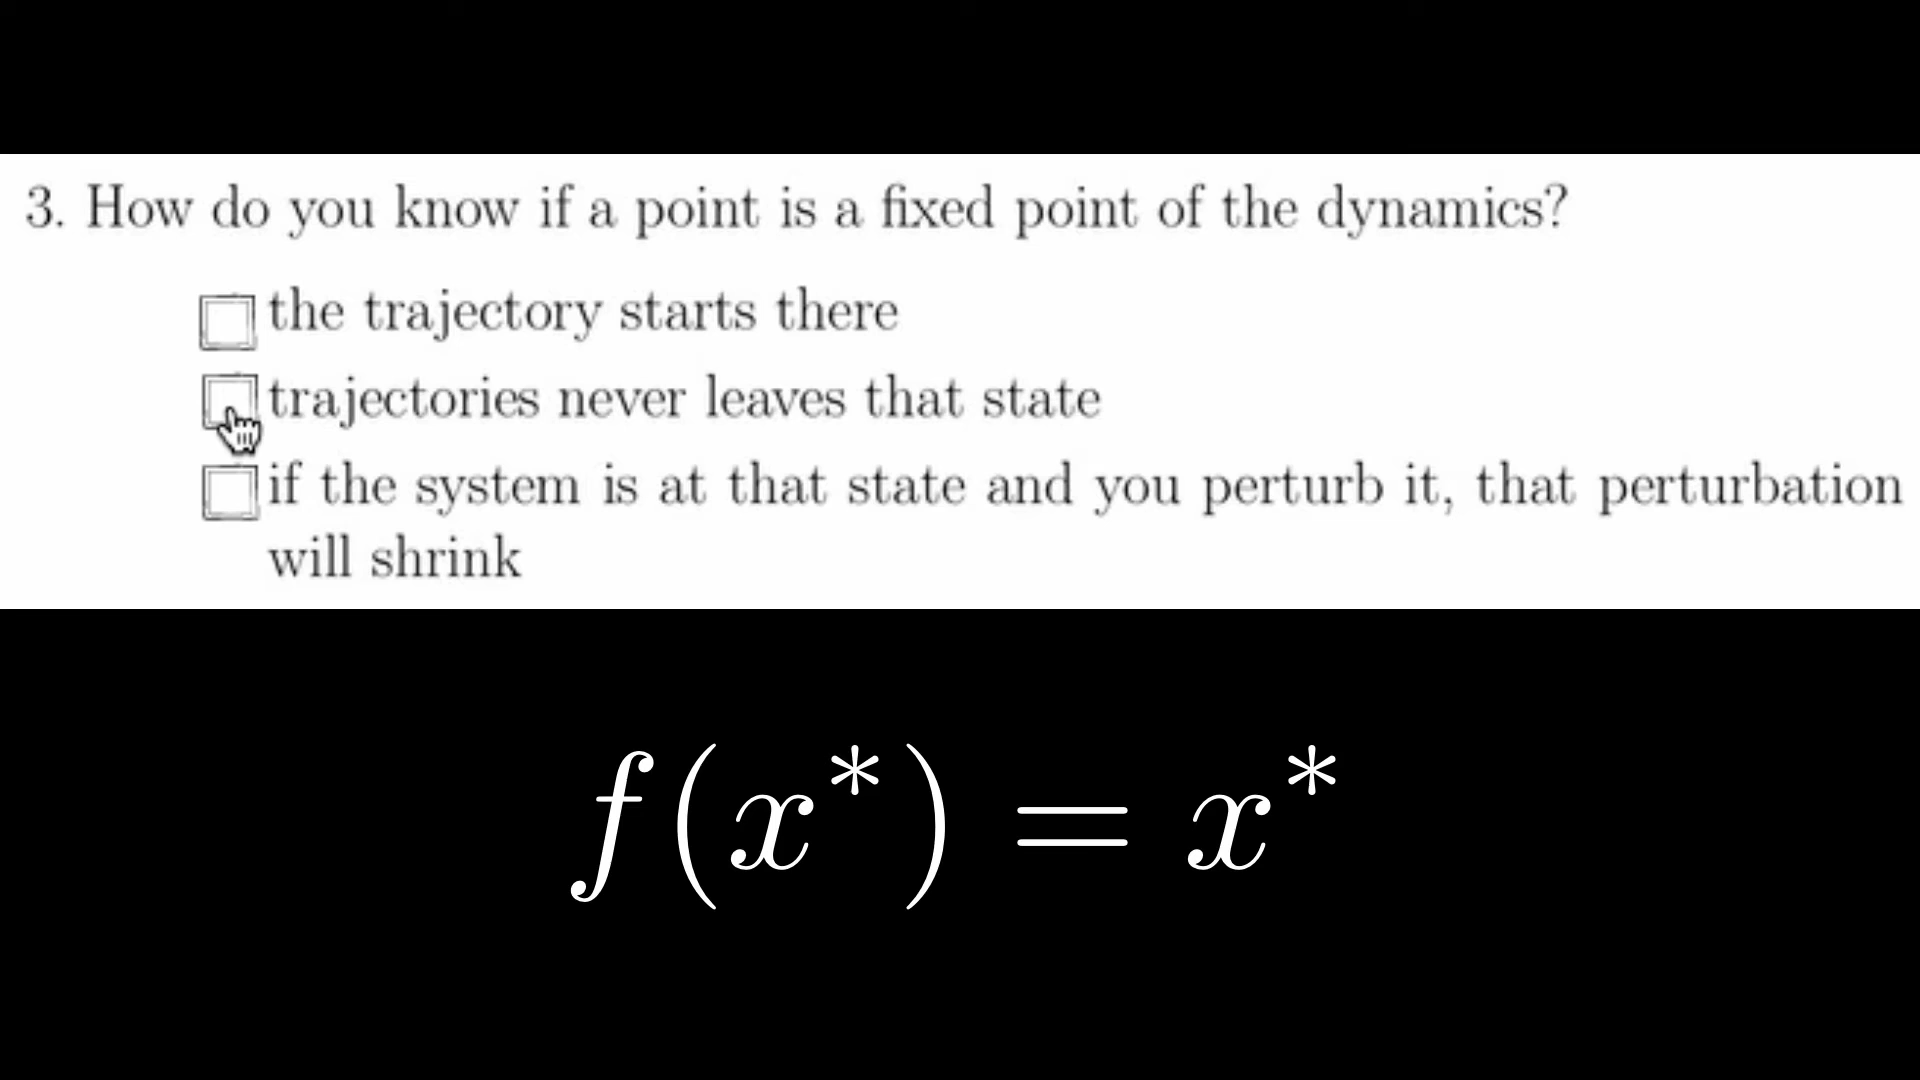 3. How do you know if a point is a fixed point of the dynamics?
the trajectory starts there
trajectories never leaves that state
if the system is at that state and you perturb it, that perturbation
will shrink
f(x*) = x*